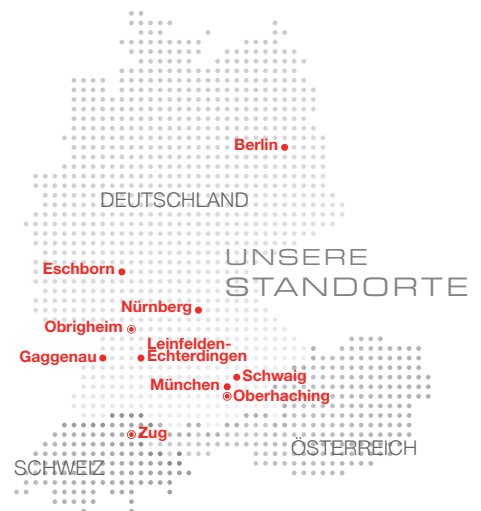 Berlin
DEUTSCHLAND
UNSERE
STANDORTE
Eschborn
Nürnberg
Obrigheim
Leinfelden-
Echterdingen
Gaggenau
Schwaig
München
Oberhaching
Zug
ÖSTERREICH
SCHWEIZ